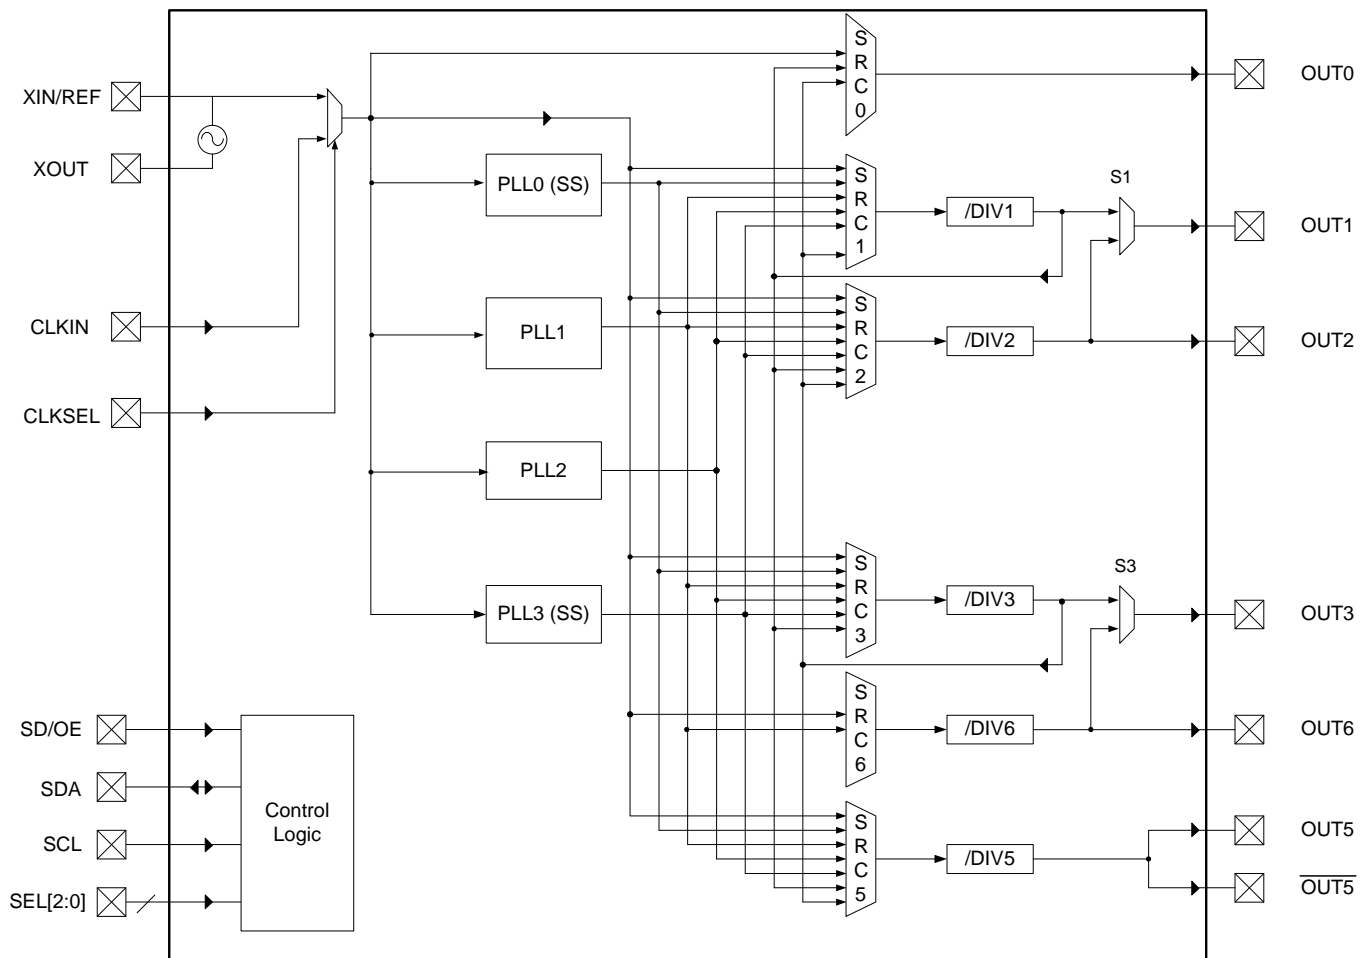 XIN/REF
XOUT
CLKIN
CLKSEL
SD/OE
SDA
SCL
SEL[2:0]
Control
Logic
PLL0 (SS)
PLL1
PLL2
PLL3 (SS)
S
R
C
0
S
R
C
1
S
R
C
2
S
R
C
3
S
R
C
6
S
R
C
5
/DIV1
/DIV2
/DIV3
/DIV6
/DIV5
S1
S3
OUT0
OUT1
OUT2
OUT3
OUT6
OUT5
OUT5